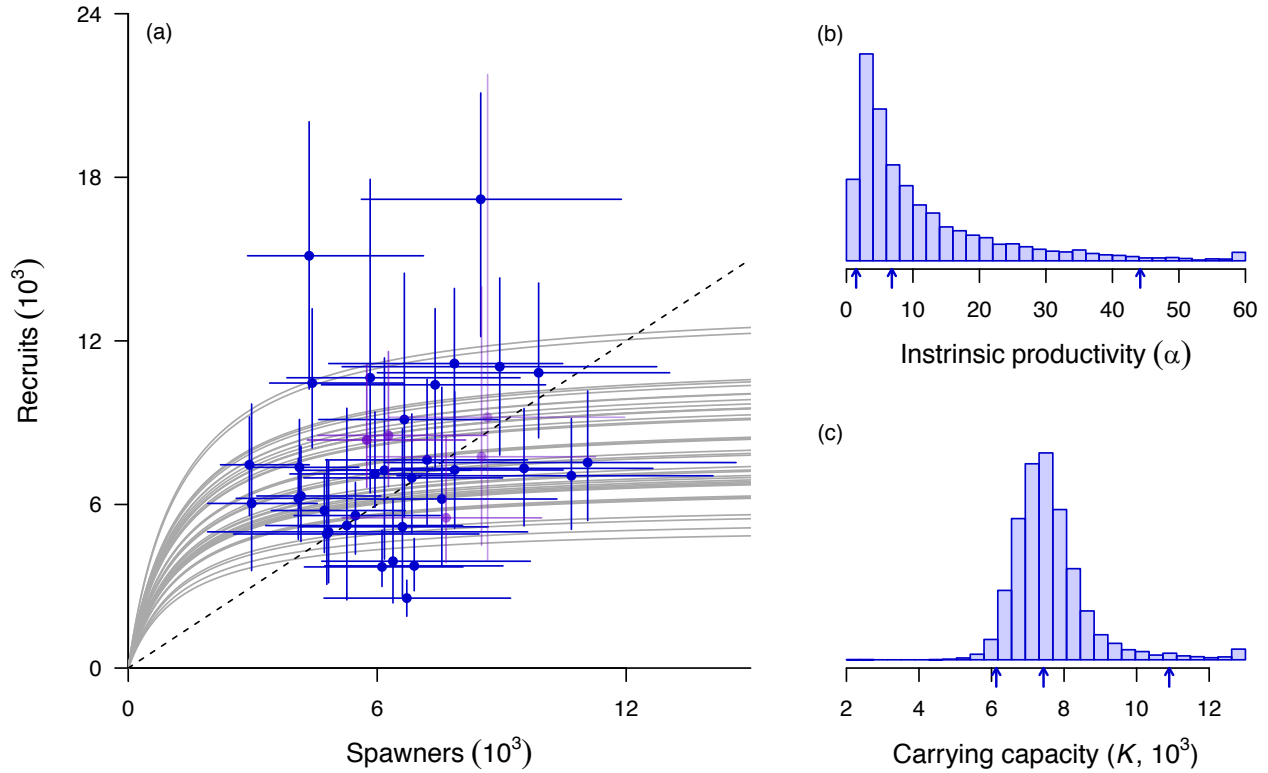 (a)
24
18
12
6
0
0 6 12
Recruits (10³)
Spawners (10³)
(b)
0 10 20 30 40 50 60
Instrinsic productivity (α)
(c)
2 4 6 8 10 12
Carrying capacity (K, 10³)